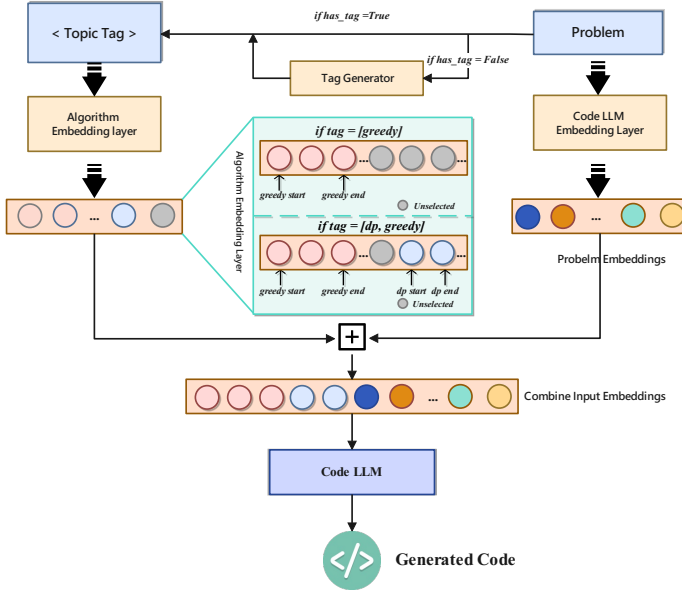 < Topic Tag >
if has_tag =True
Problem
if has_tag = False
Tag Generator
Algorithm
Embedding layer
Code LLM
Embedding Layer
Algorithm Embedding Layer
if tag = [greedy]
...
...
greedy start
greedy end
Unselected
if tag = [dp, greedy]
...
...
greedy start
greedy end
dp start
dp end
Unselected
...
...
Probelm Embeddings
+
...
Combine Input Embeddings
Code LLM
</>
Generated Code